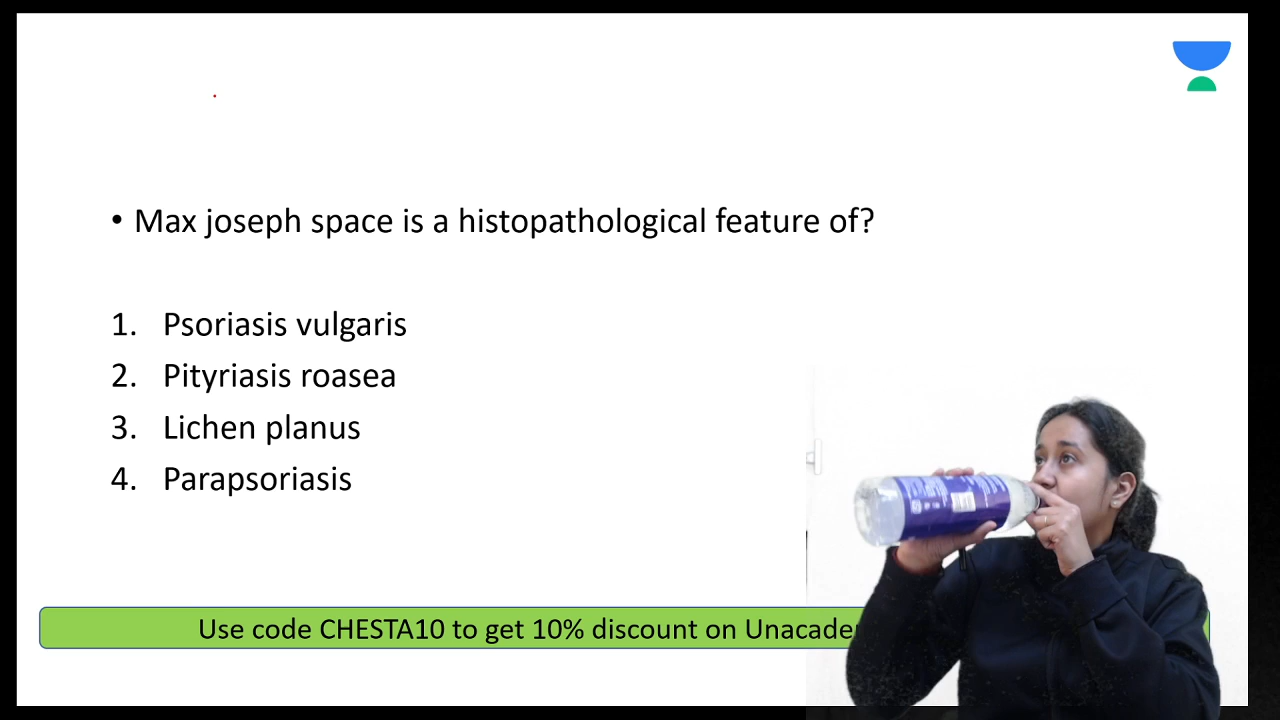 • Max joseph space is a histopathological feature of?
1. Psoriasis vulgaris
2. Pityriasis roasea
3. Lichen planus
4. Parapsoriasis
Use code CHESTA10 to get 10% discount on